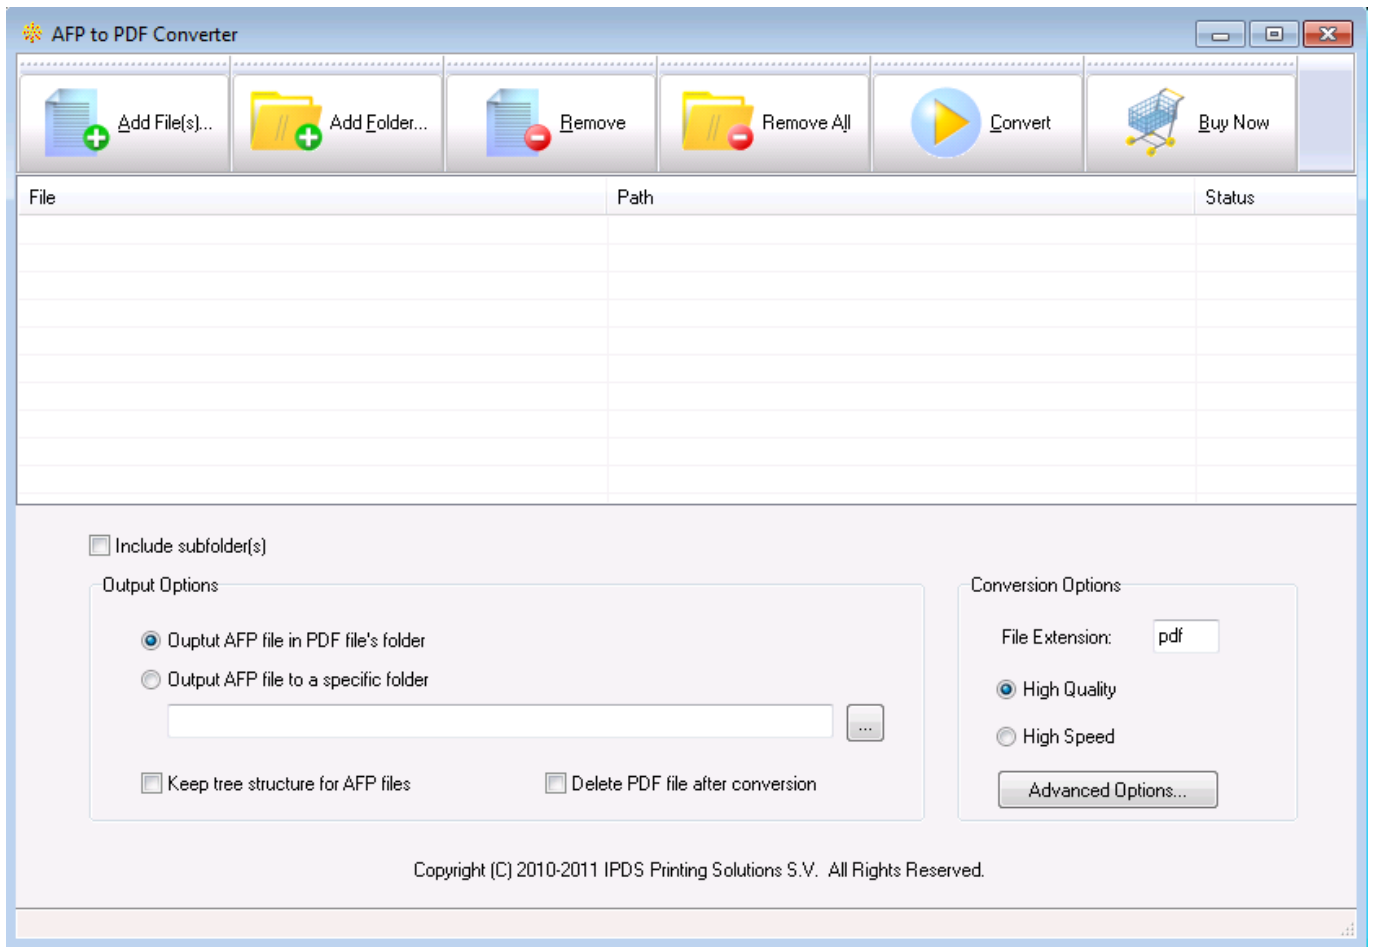 AFP to PDF Converter
Add File(s)...
Add Folder...
Remove
Remove All
Convert
Buy Now
File Path Status
Include subfolder(s)
Output Options
Ouptut AFP file in PDF file's folder
Output AFP file to a specific folder
...
Keep tree structure for AFP files
Delete PDF file after conversion
Conversion Options
File Extension: pdf
High Quality
High Speed
Advanced Options...
Copyright (C) 2010-2011 IPDS Printing Solutions S.V. All Rights Reserved.